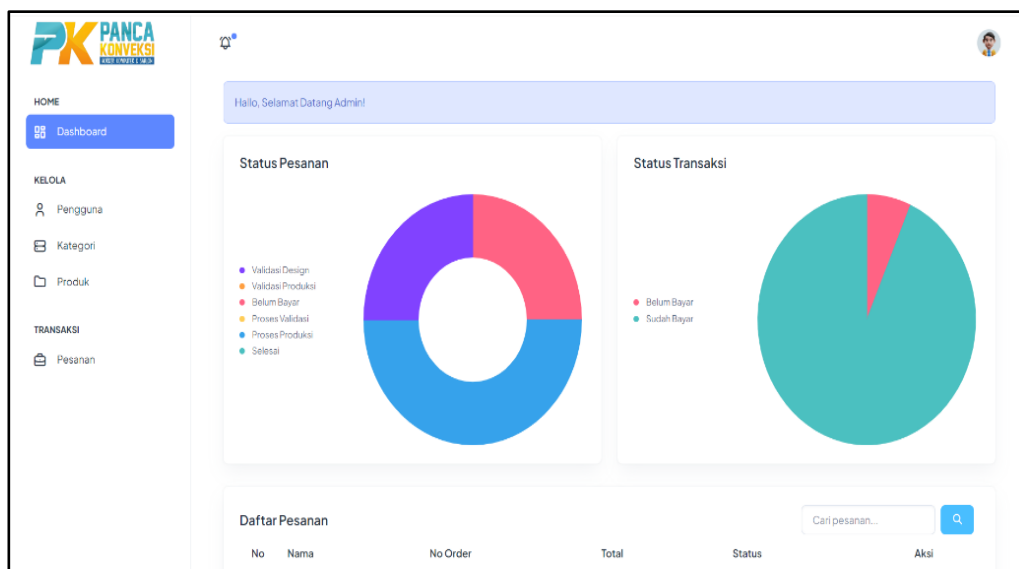 PANCA
KONVEKSI
Hallo, Selamat Datang Admin!
HOME
Dashboard
KELOLA
Pengguna
Kategori
Produk
TRANSAKSI
Pesanan
Status Pesanan
Validasi Design
Validasi Produksi
Belum Bayar
Proses Validasi
Proses Produksi
Selesai
Status Transaksi
Belum Bayar
Sudah Bayar
Daftar Pesanan
Cari pesanan...
No Nama No Order Total Status Aksi